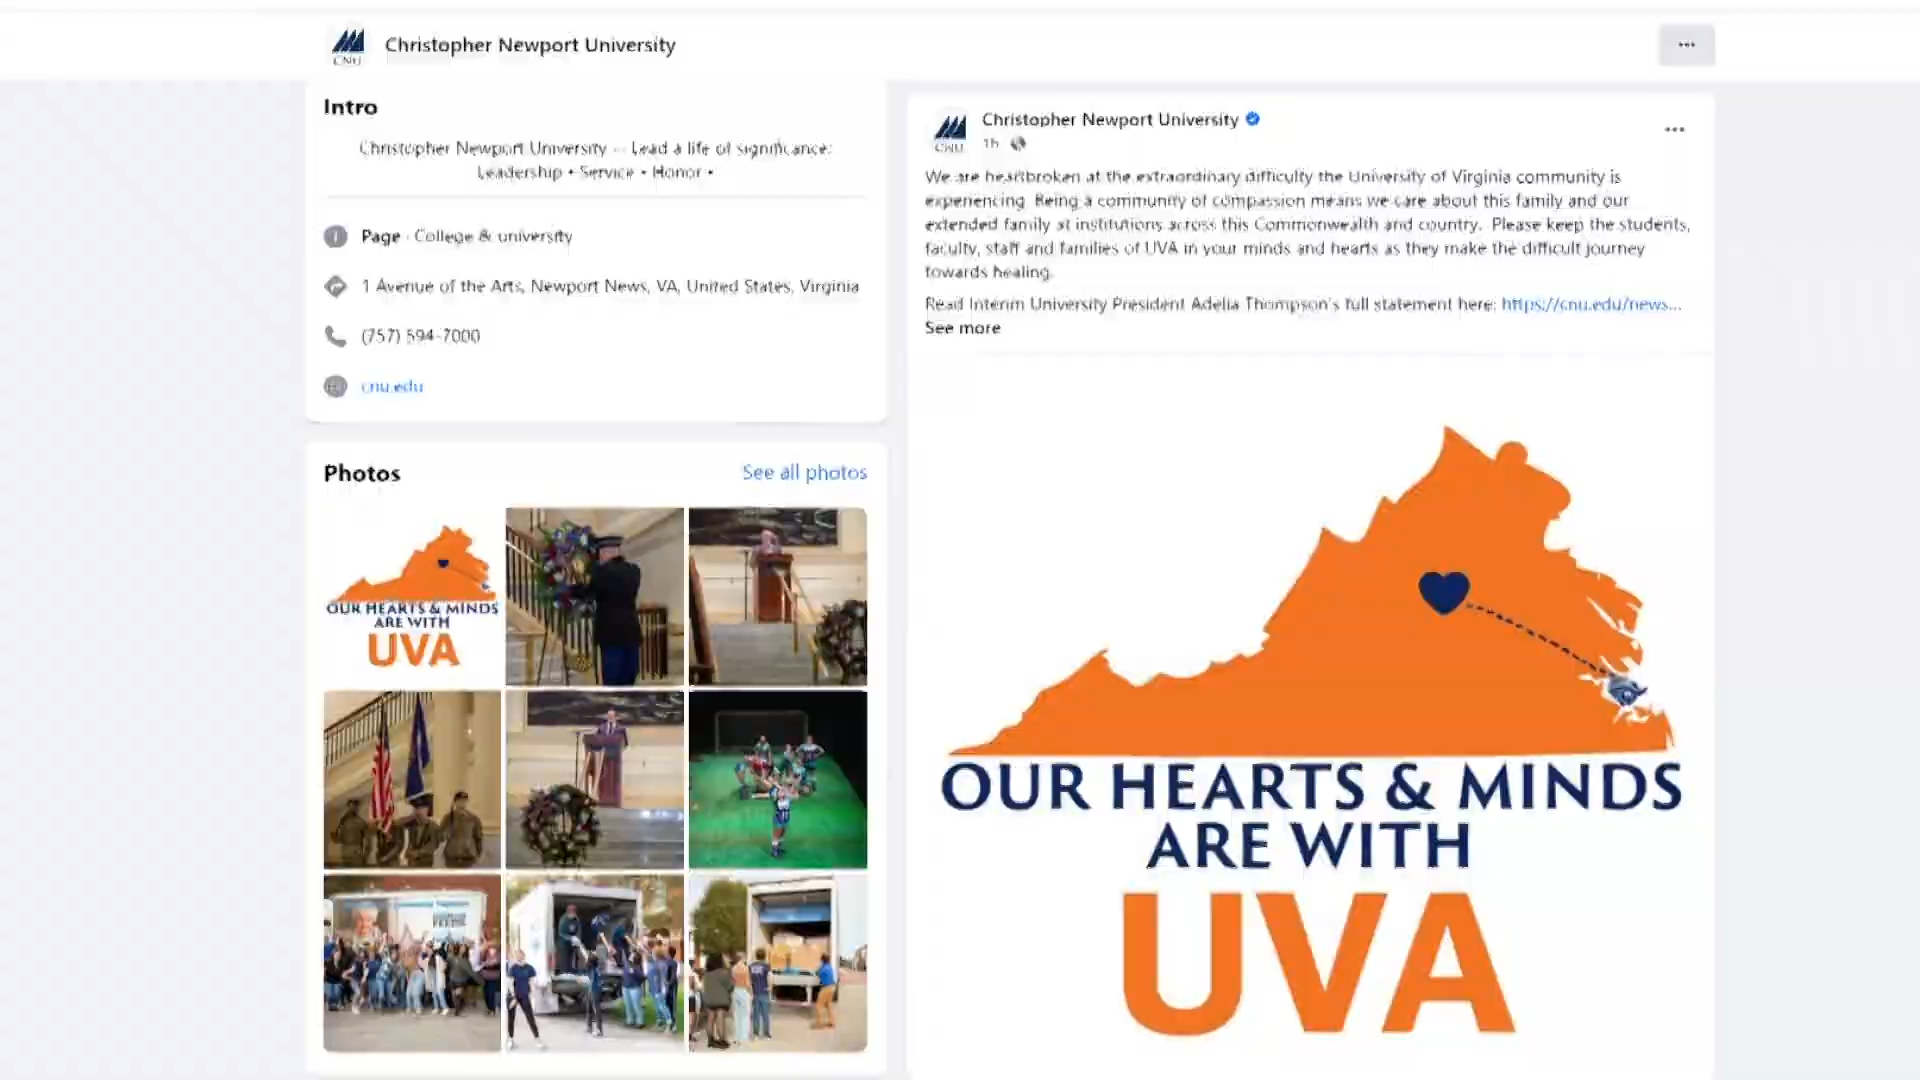 CNU
Christopher Newport University
Intro
Christopher Newport University -- Lead a life of significance:
Leadership • Service • Honor •
Page · College & university
1 Avenue of the Arts, Newport News, VA, United States, Virginia
(757) 594-7000
cnu.edu
Photos
See all photos
OUR HEARTS & MINDS
ARE WITH
UVA
CNU
Christopher Newport University
1h
We are heartbroken at the extraordinary difficulty the University of Virginia community is
experiencing. Being a community of compassion means we care about this family and our
extended family at institutions across this Commonwealth and country. Please keep the students,
faculty, staff and families of UVA in your minds and hearts as they make the difficult journey
towards healing.
Read Interim University President Adelia Thompson's full statement here: https://cnu.edu/news...
See more
OUR HEARTS & MINDS
ARE WITH
UVA